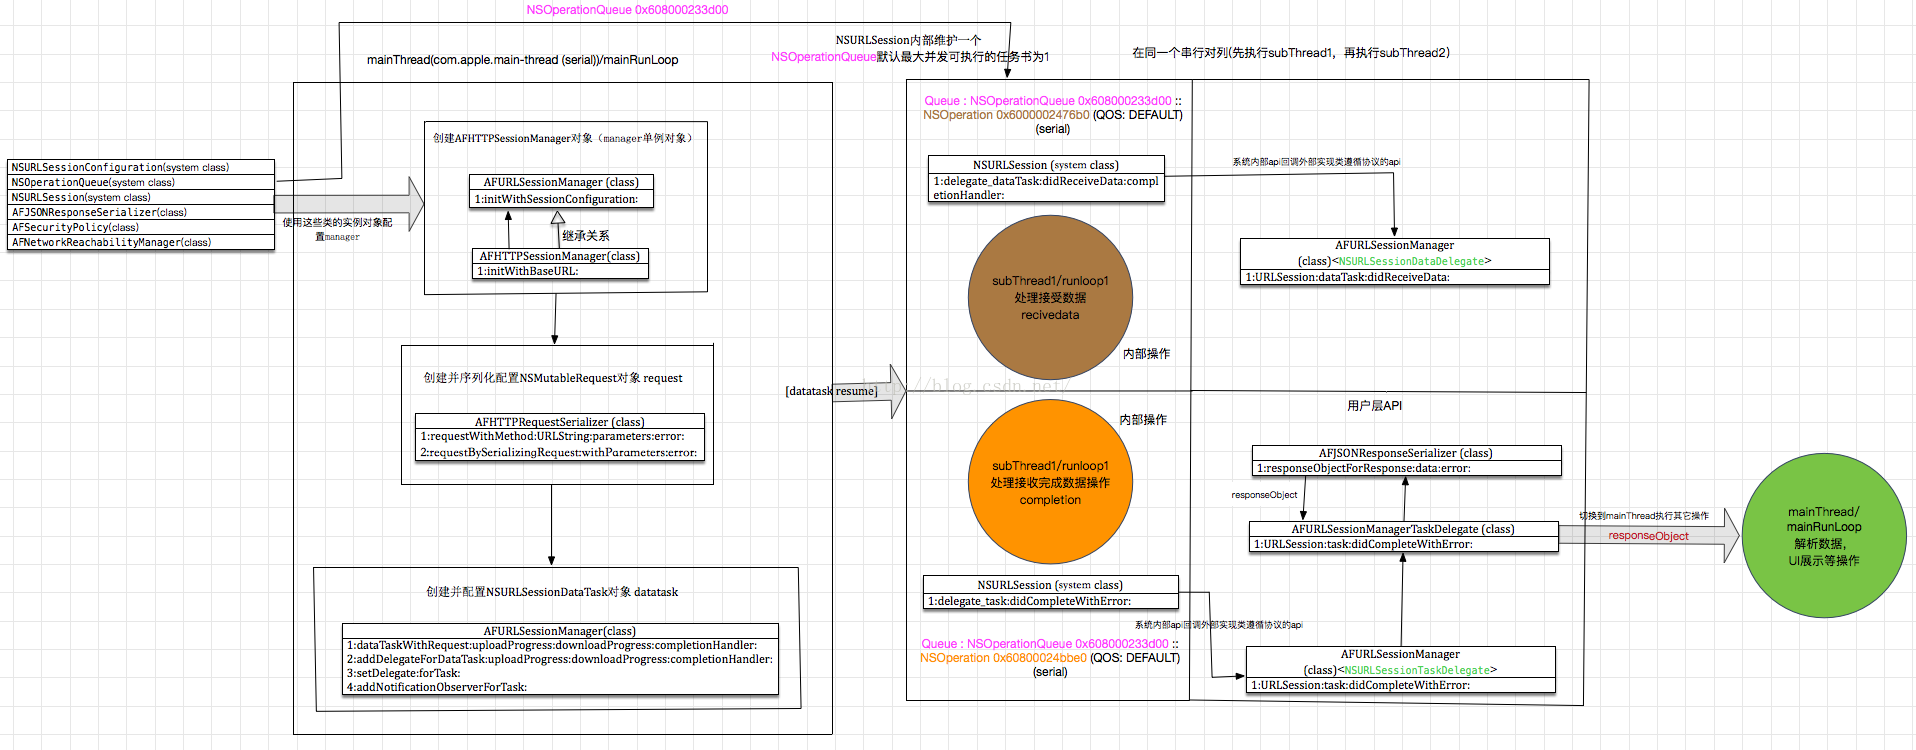 NSOperationQueue 0x608000233d00
mainThread(com.apple.main-thread (serial))/mainRunLoop
NSURLSession内部维护一个
NSOperationQueue默认最大并发可执行的任务书为1
在同一个串行对列(先执行subThread1，再执行subThread2)
NSURLSessionConfiguration(system class)
NSOperationQueue(system class)
NSURLSession(system class)
AFJSONResponseSerializer(class)
AFSecurityPolicy(class)
AFNetworkReachabilityManager(class)
使用这些类的实例对象配
置manager
创建AFHTTPSessionManager对象（manager单例对象）
AFURLSessionManager (class)
1:initWithSessionConfiguration:
继承关系
AFHTTPSessionManager(class)
1:initWithBaseURL:
创建并序列化配置NSMutableRequest对象 request
AFHTTPRequestSerializer (class)
1:requestWithMethod:URLString:parameters:error:
2:requestBySerializingRequest:withParameters:error:
创建并配置NSURLSessionDataTask对象 datatask
AFURLSessionManager(class)
1:dataTaskWithRequest:uploadProgress:downloadProgress:completionHandler:
2:addDelegateForDataTask:uploadProgress:downloadProgress:completionHandler:
3:setDelegate:forTask:
4:addNotificationObserverForTask:
[datatask resume]
http://blog.csdn.net/
Queue : NSOperationQueue 0x608000233d00 ::
NSOperation 0x6000002476b0 (QOS: DEFAULT)
(serial)
NSURLSession (system class)
1:delegate_dataTask:didReceiveData:compl
etionHandler:
系统内部api回调外部实现类遵循协议的api
AFURLSessionManager
(class)<NSURLSessionDataDelegate>
1:URLSession:dataTask:didReceiveData:
subThread1/runloop1
处理接受数据
recivedata
内部操作
内部操作
subThread1/runloop1
处理接收完成数据操作
completion
用户层API
AFJSONResponseSerializer (class)
1:responseObjectForResponse:data:error:
responseObject
AFURLSessionManagerTaskDelegate (class)
1:URLSession:task:didCompleteWithError:
切换到mainThread执行其它操作
responseObject
mainThread/
mainRunLoop
解析数据，
UI展示等操作
NSURLSession (system class)
1:delegate_task:didCompleteWithError:
系统内部api回调外部实现类遵循协议的api
Queue : NSOperationQueue 0x608000233d00 ::
NSOperation 0x60800024bbe0 (QOS: DEFAULT)
(serial)
AFURLSessionManager
(class)<NSURLSessionTaskDelegate>
1:URLSession:task:didCompleteWithError: